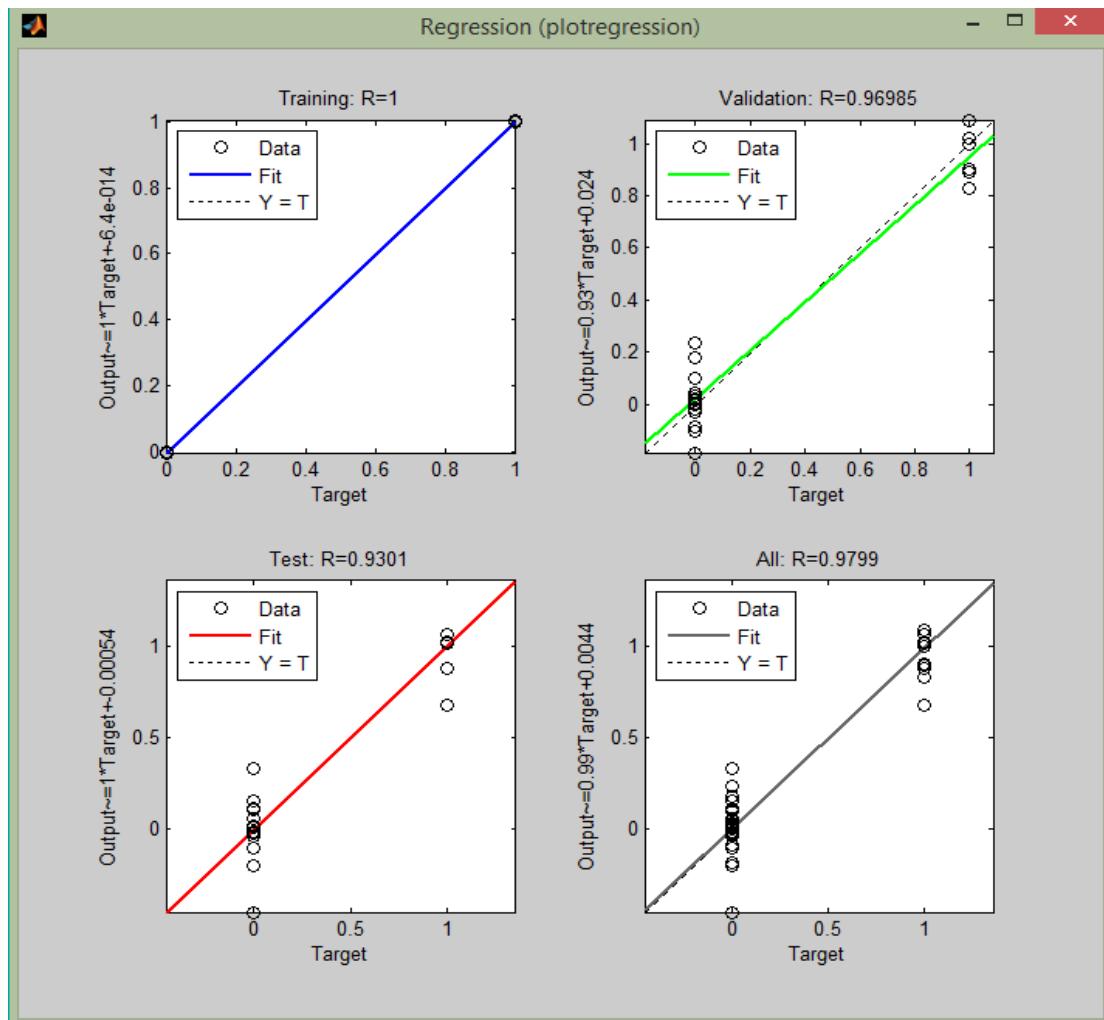 Regression (plotregression)
Training: R=1
Output~=1*Target+-6.4e-014
Data
Fit
Y = T
1
0.8
0.6
0.4
0.2
0
0 0.2 0.4 0.6 0.8 1
Target
Validation: R=0.96985
Output~=0.93*Target+0.024
Data
Fit
Y = T
1
0.8
0.6
0.4
0.2
0
0 0.2 0.4 0.6 0.8 1
Target
Test: R=0.9301
Output~=1*Target+-0.00054
Data
Fit
Y = T
1
0.5
0
0 0.5 1
Target
All: R=0.9799
Output~=0.99*Target+0.0044
Data
Fit
Y = T
1
0.5
0
0 0.5 1
Target